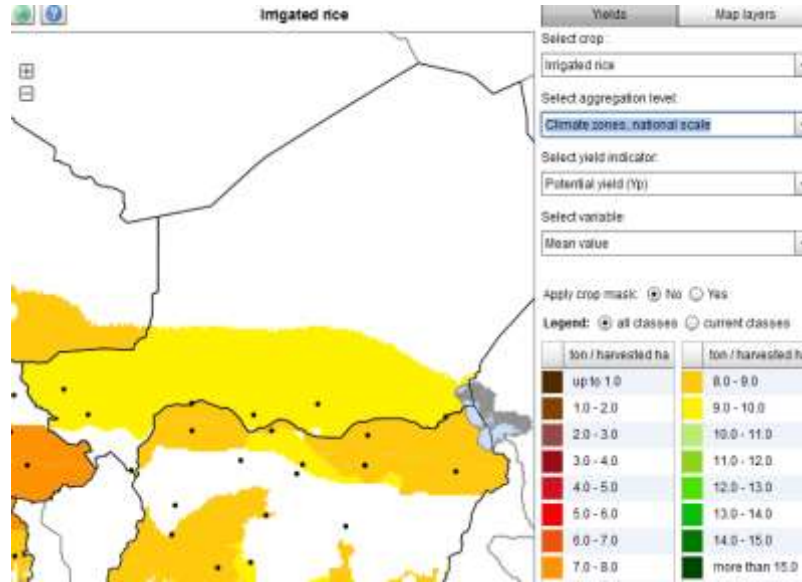 Irrigated rice
Yields
Map layers
Select crop
Irrigated rice
Select aggregation level:
Climate zones, national scale
Select yield indicator:
Potential yield (Yp)
Select variable
Mean value
Apply crop mask: No Yes
Legend: all classes current classes
ton / harvested ha
up to 1.0
1.0 - 2.0
2.0 - 3.0
3.0 - 4.0
4.0 - 5.0
5.0 - 6.0
6.0 - 7.0
7.0 - 8.0
ton / harvested h
8.0 - 9.0
9.0 - 10.0
10.0 - 11.0
11.0 - 12.0
12.0 - 13.0
13.0 - 14.0
14.0 - 15.0
more than 15.0